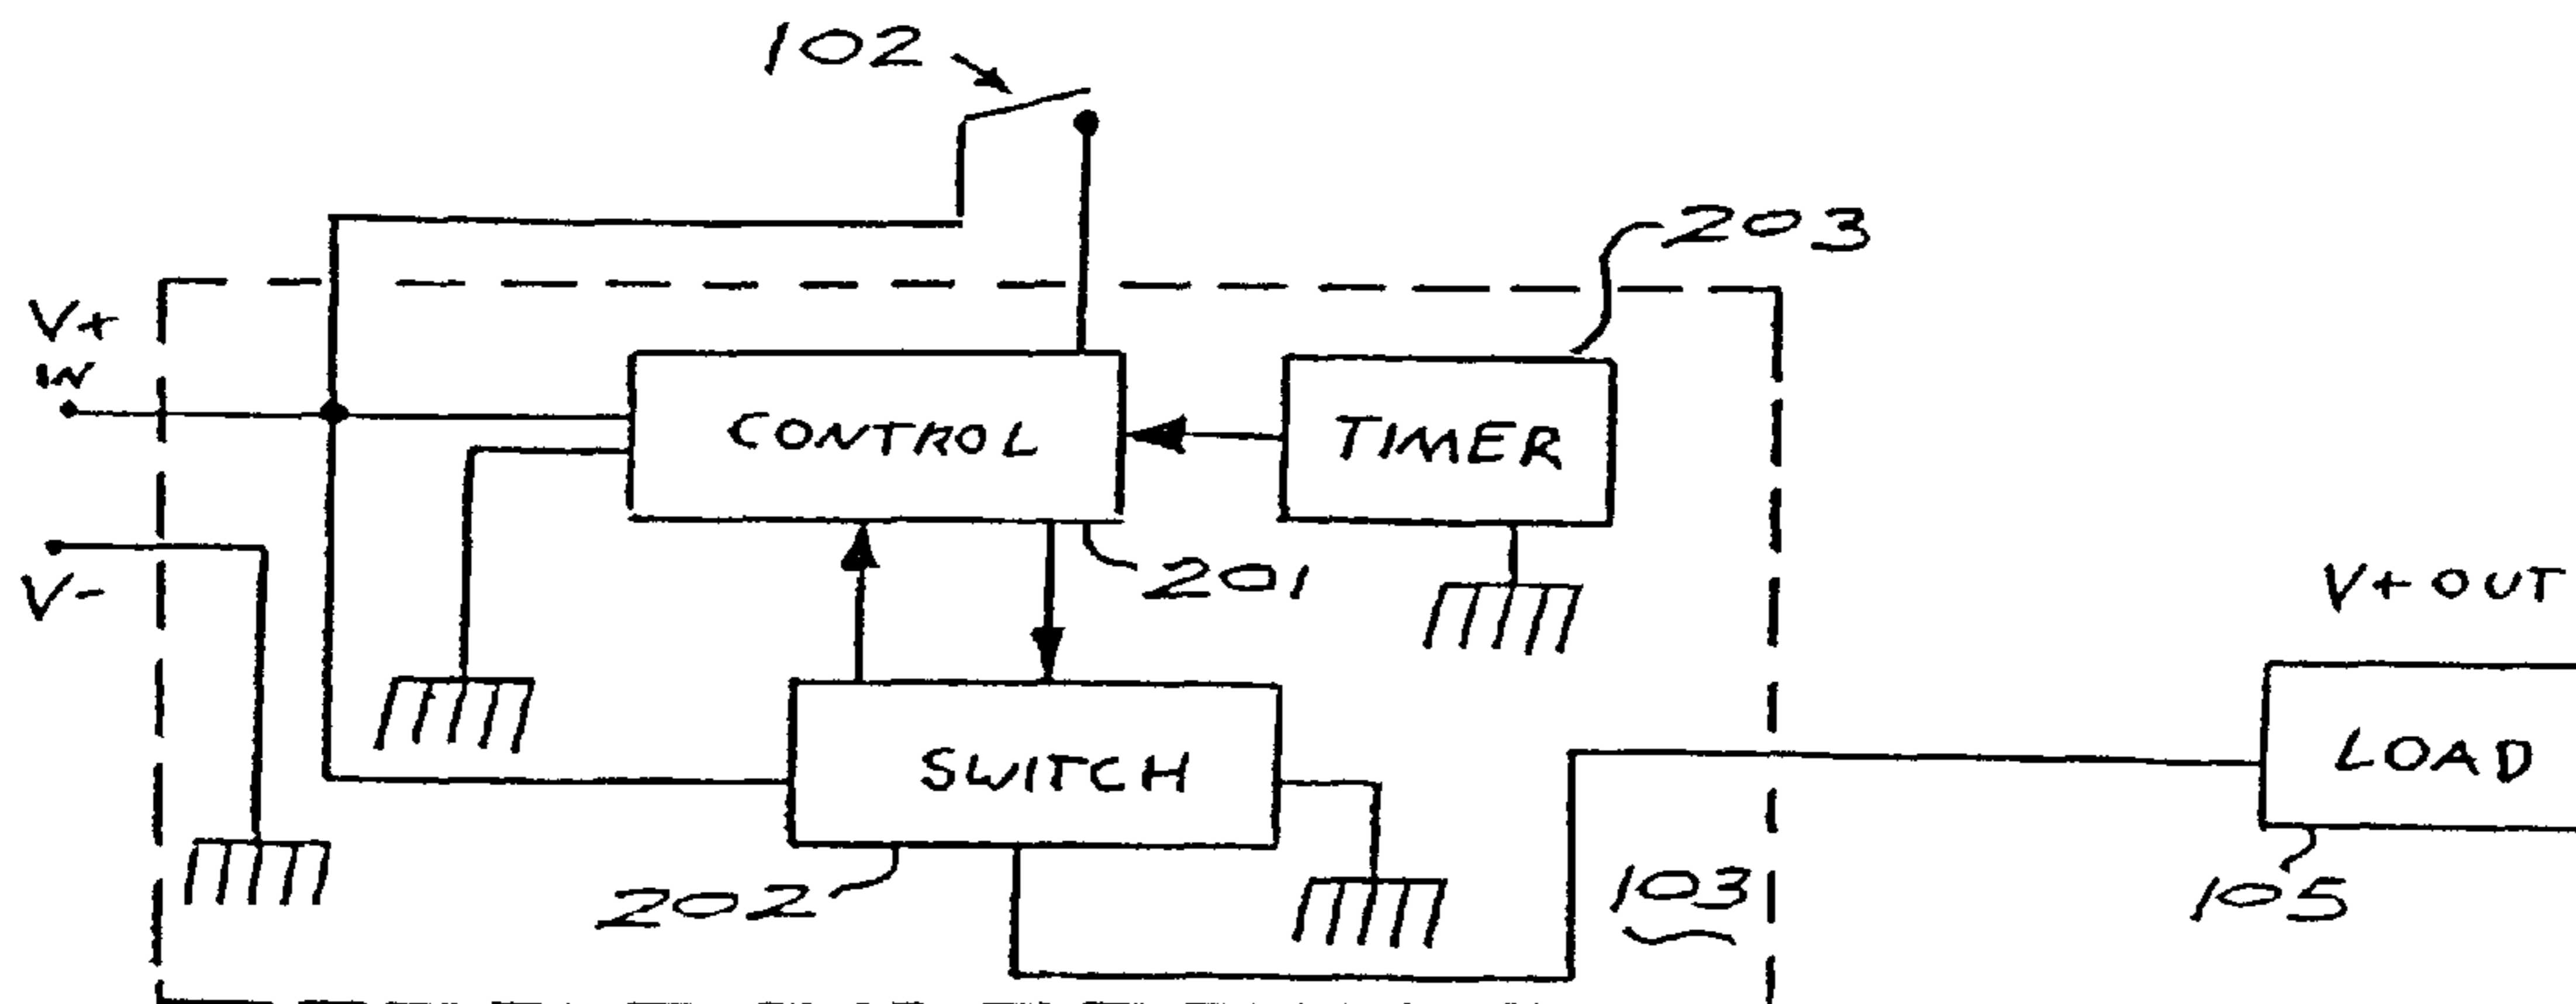 102
203
V+
IN
CONTROL
TIMER
V-
201
V+ OUT
SWITCH
LOAD
202
103
105